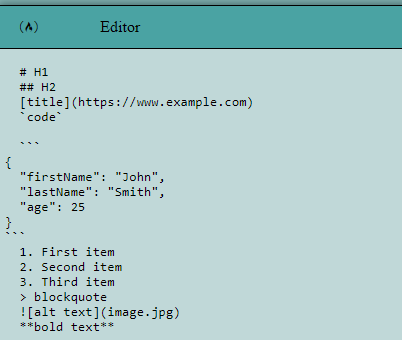 Editor
# H1
## H2
[title](https://www.example.com)
`code`
```
{
  "firstName": "John",
  "lastName": "Smith",
  "age": 25
}
```
1. First item
2. Second item
3. Third item
> blockquote
![alt text](image.jpg)
**bold text**